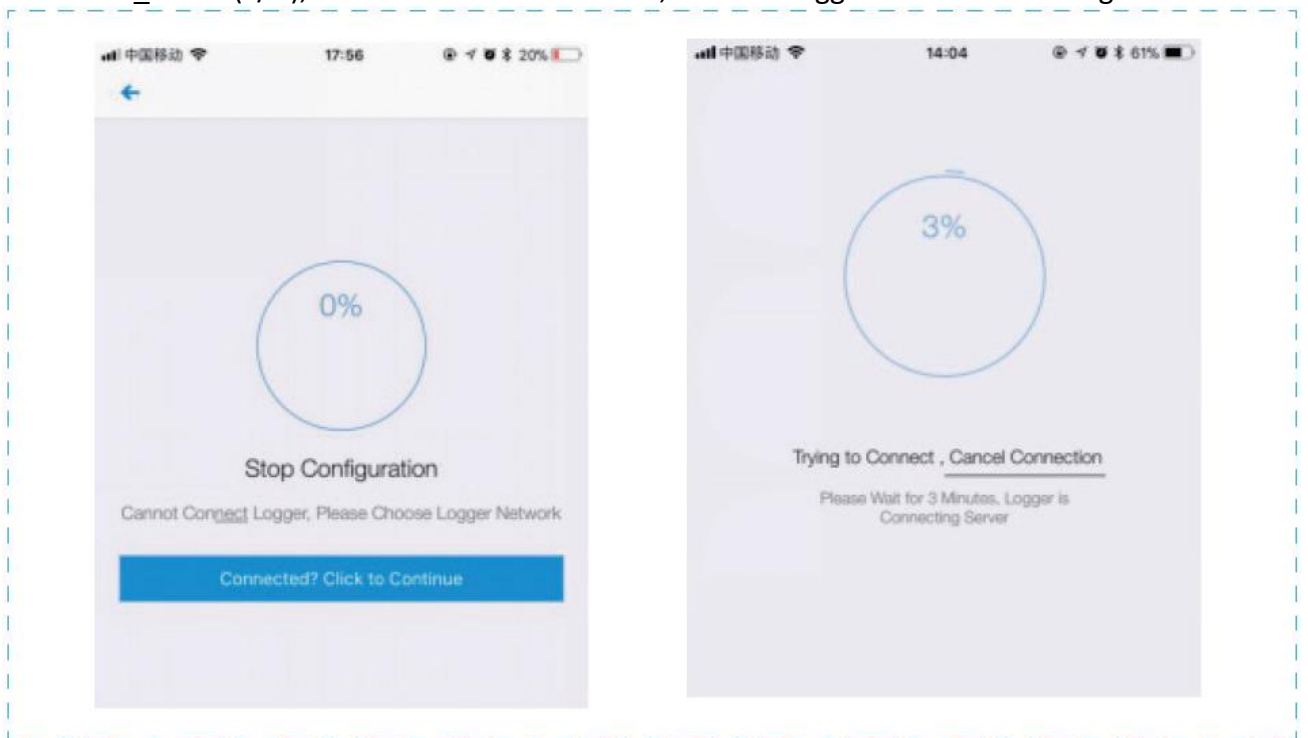 中国移动 17:56 20%
0%
Stop Configuration
Cannot Connect Logger, Please Choose Logger Network
Connected? Click to Continue
中国移动 14:04 61%
3%
Trying to Connect , Cancel Connection
Please Wait for 3 Minutes, Logger is
Connecting Server